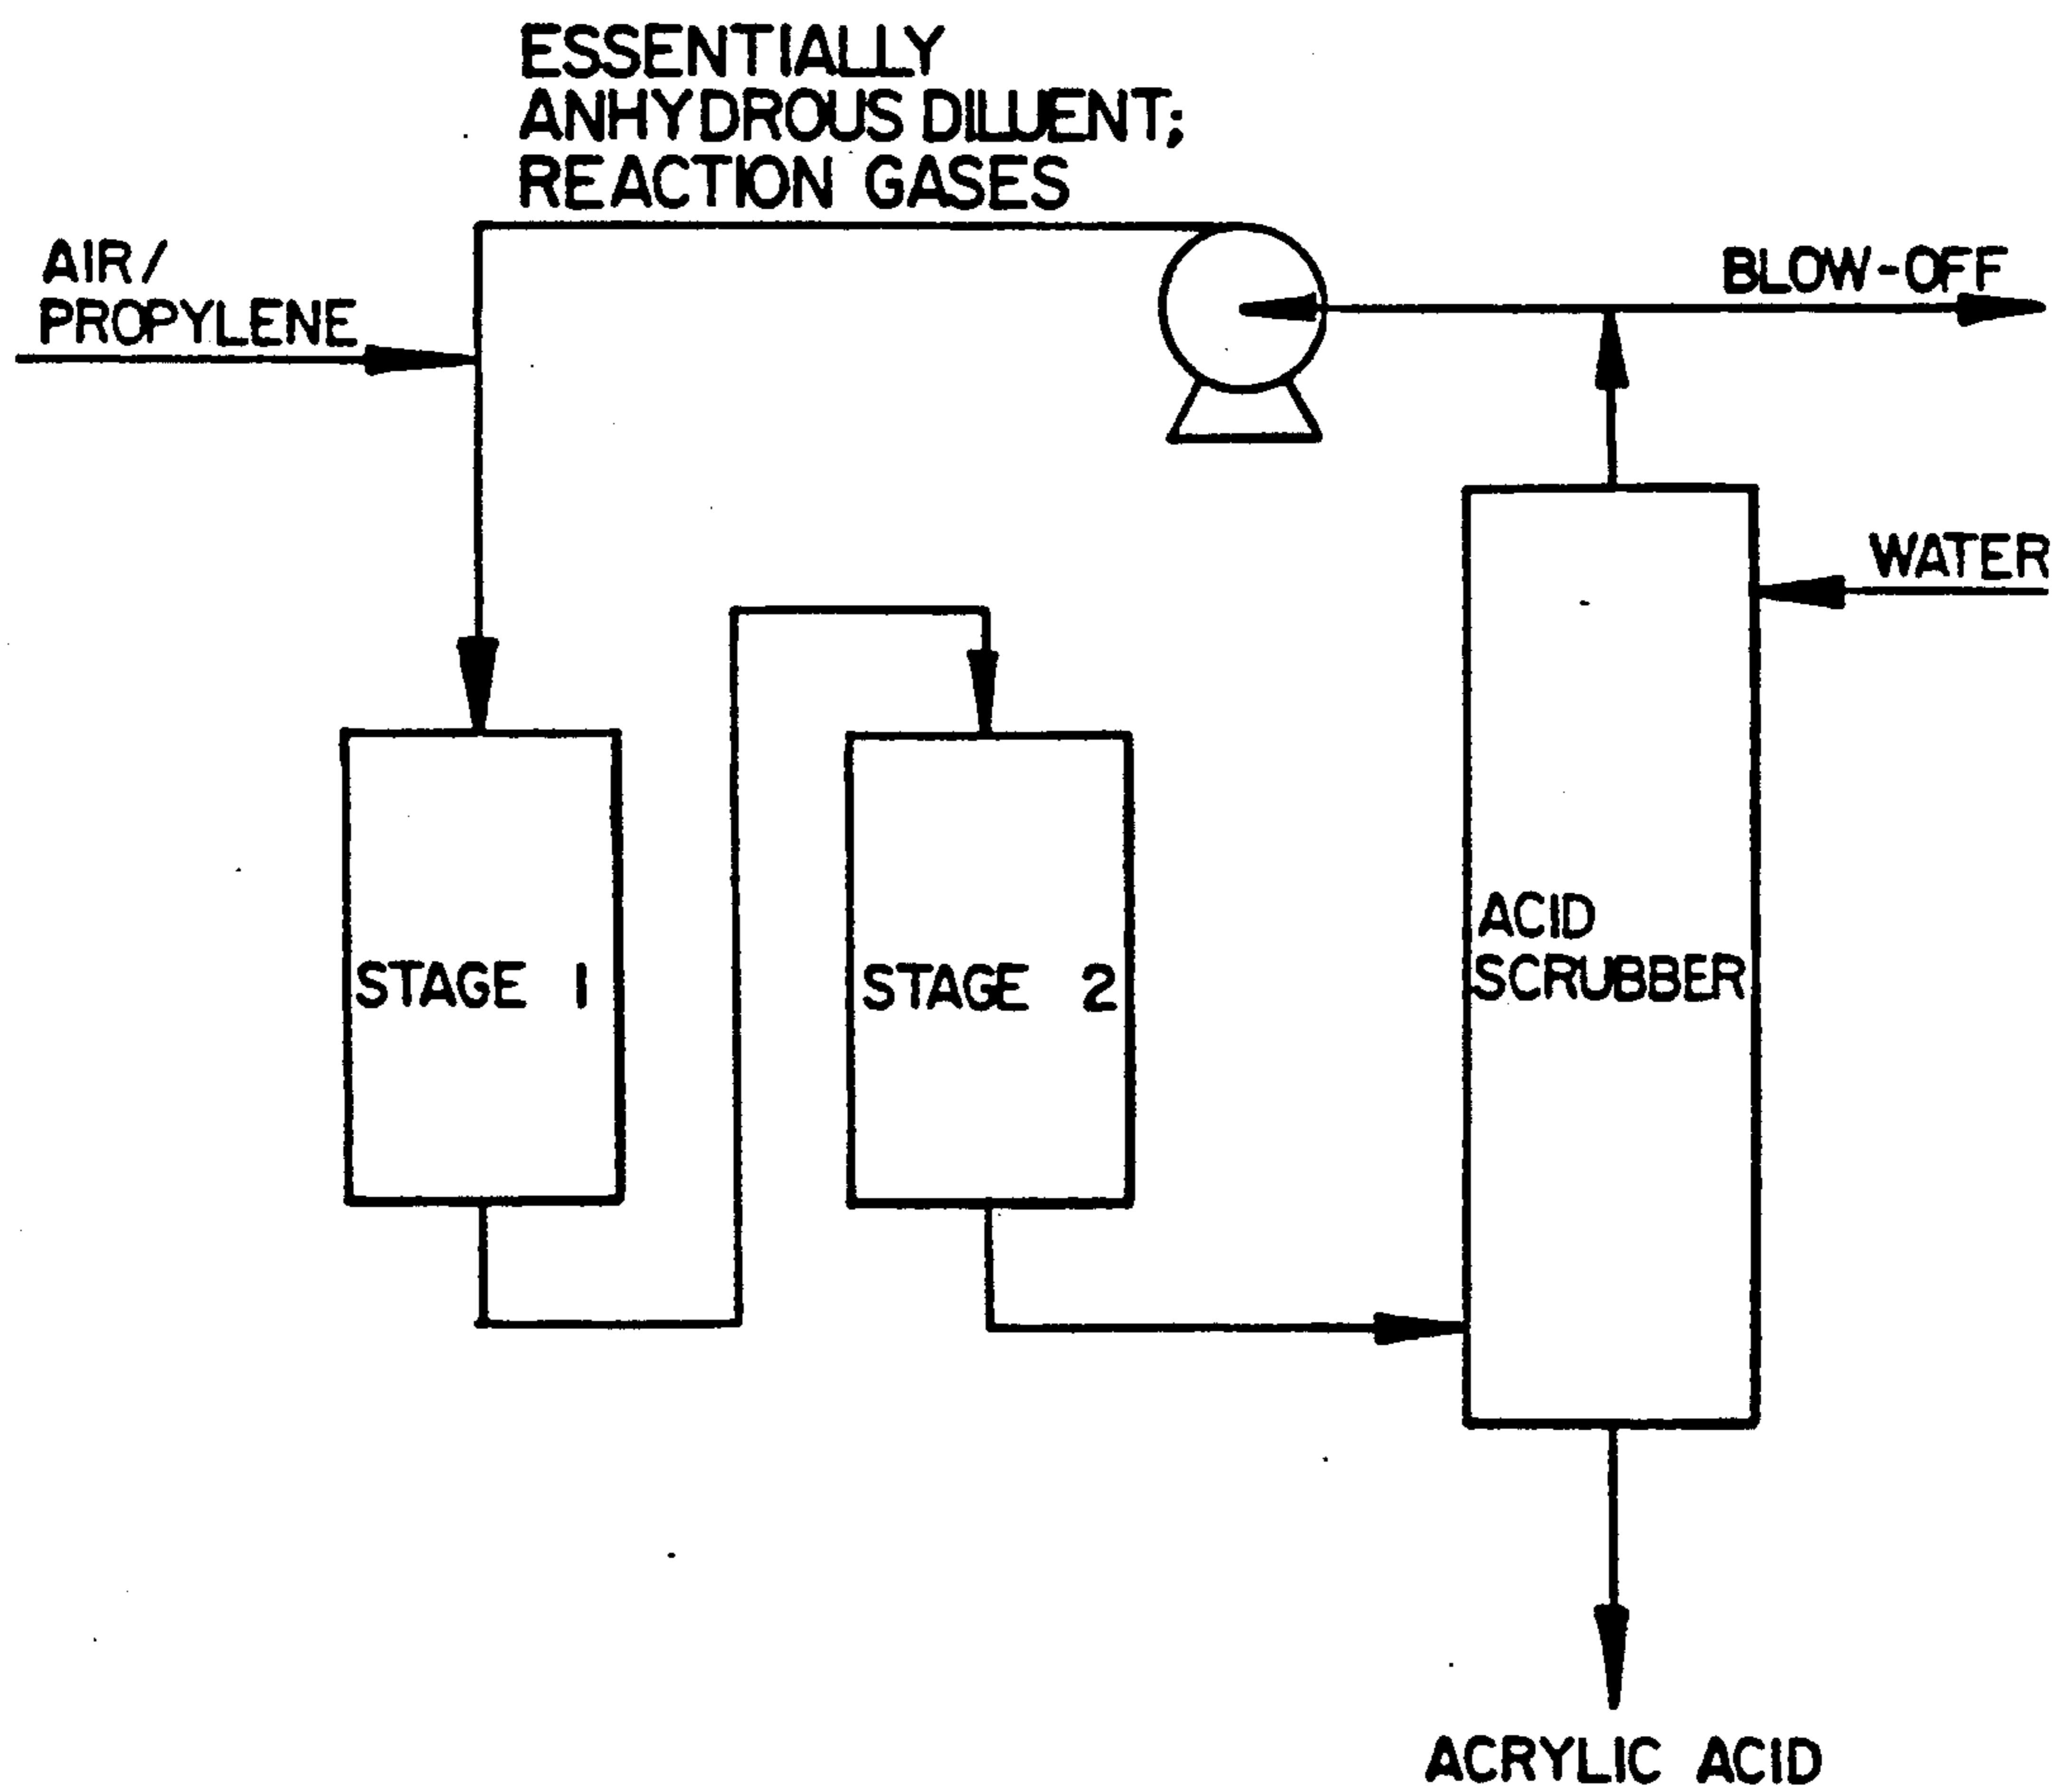 ESSENTIALLY
ANHYDROUS DILUENT;
REACTION GASES
AIR/
PROPYLENE
BLOW-OFF
WATER
ACID
SCRUBBER
STAGE 1
STAGE 2
ACRYLIC ACID